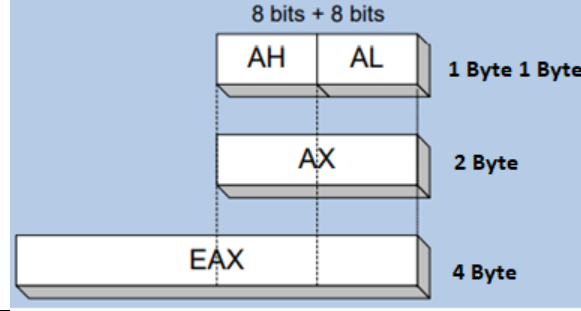 8 bits + 8 bits
AH AL 1 Byte 1 Byte
AX 2 Byte
EAX 4 Byte